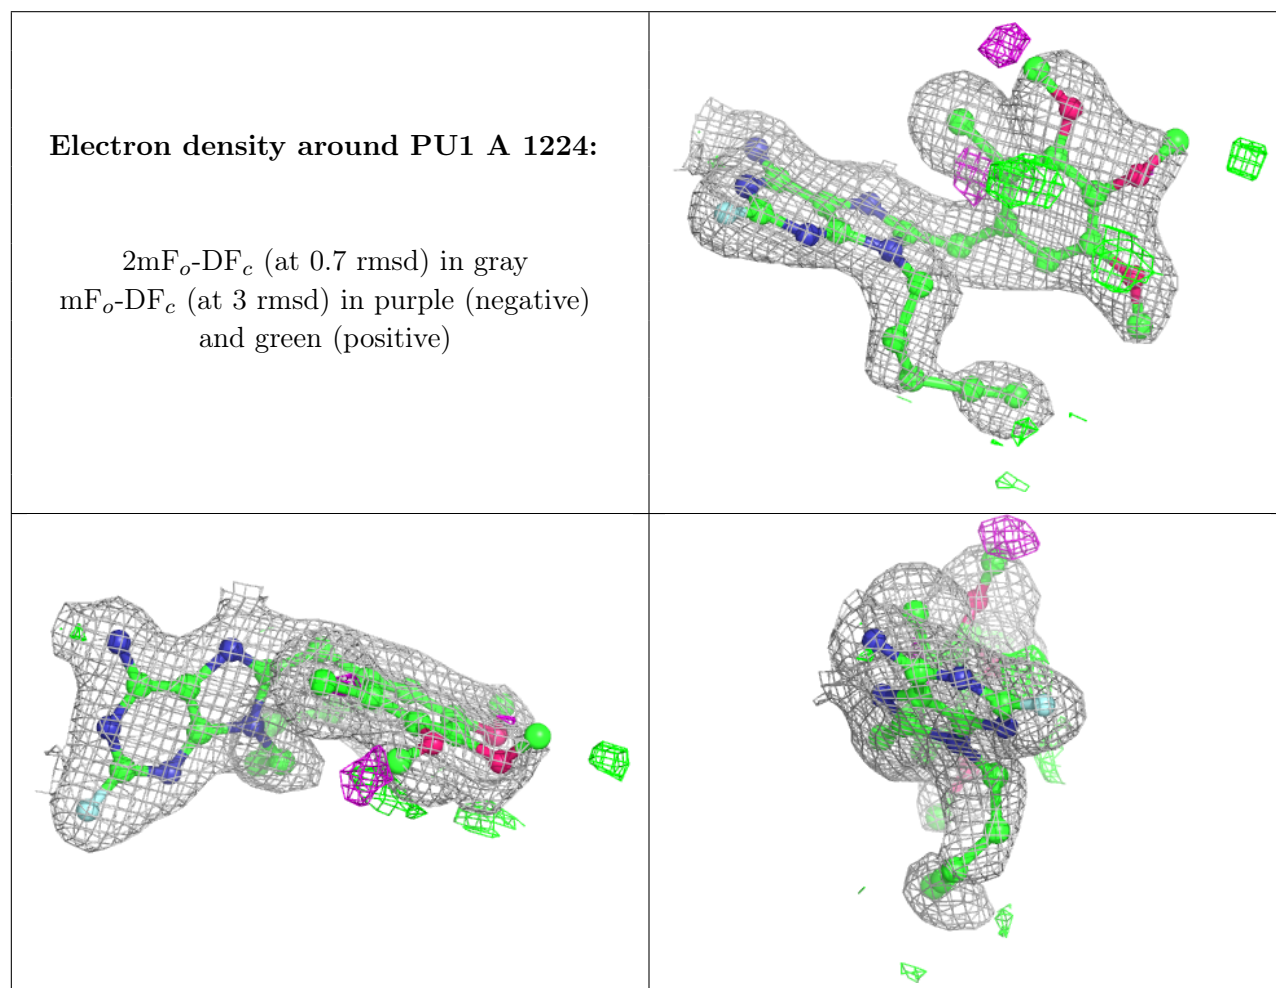 Electron density around PU1 A 1224:
2mFo-DFc (at 0.7 rmsd) in gray
mFo-DFc (at 3 rmsd) in purple (negative)
and green (positive)